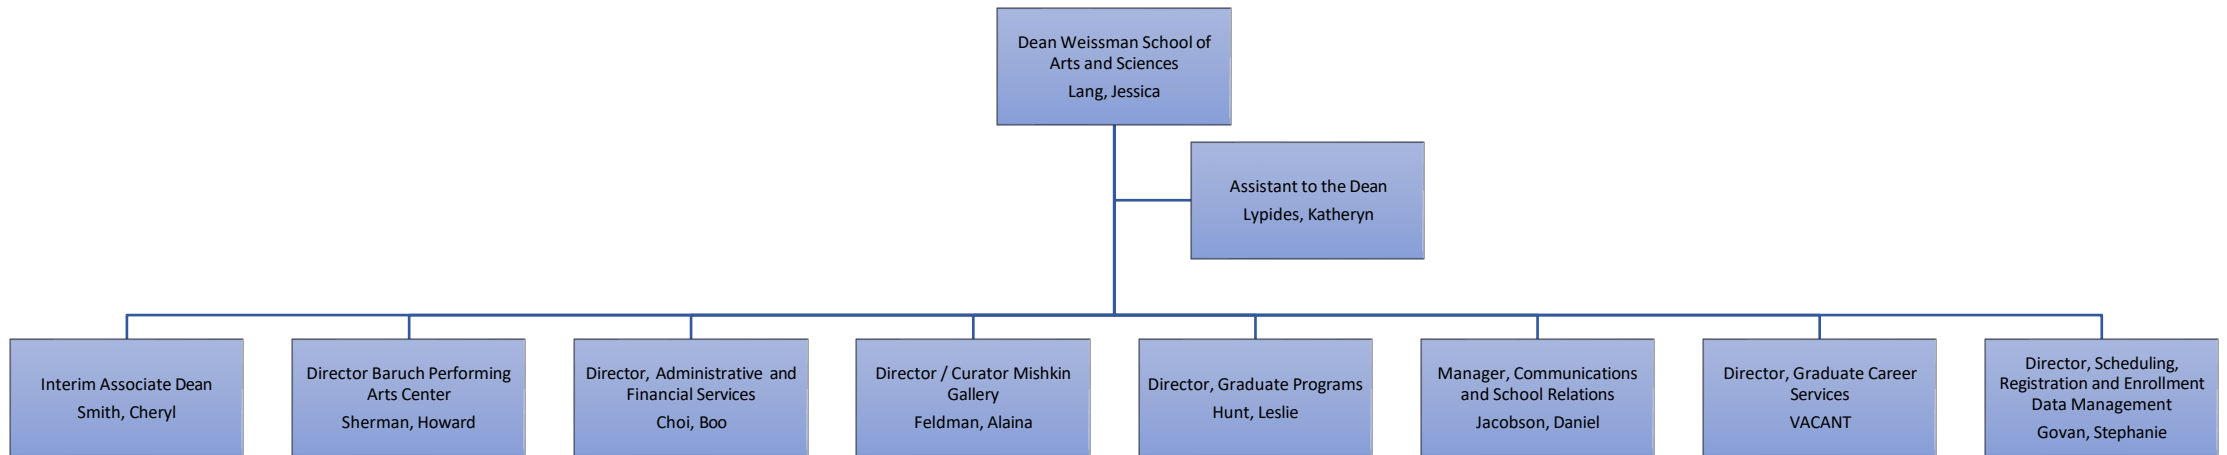 Dean Weissman School of
Arts and Sciences
Lang, Jessica
Assistant to the Dean
Lypides, Katheryn
Interim Associate Dean
Smith, Cheryl
Director Baruch Performing
Arts Center
Sherman, Howard
Director, Administrative and
Financial Services
Choi, Boo
Director / Curator Mishkin
Gallery
Feldman, Alaina
Director, Graduate Programs
Hunt, Leslie
Manager, Communications
and School Relations
Jacobson, Daniel
Director, Graduate Career
Services
VACANT
Director, Scheduling,
Registration and Enrollment
Data Management
Govan, Stephanie